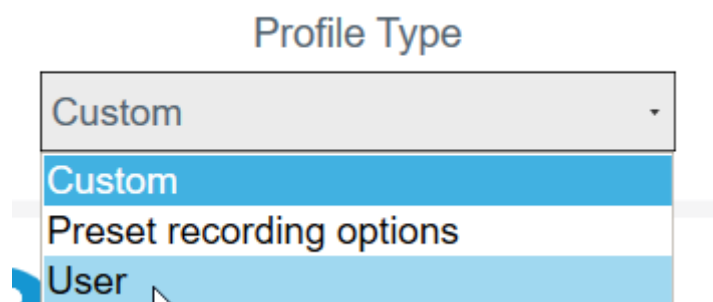 Profile Type
Custom
Custom
Preset recording options
User